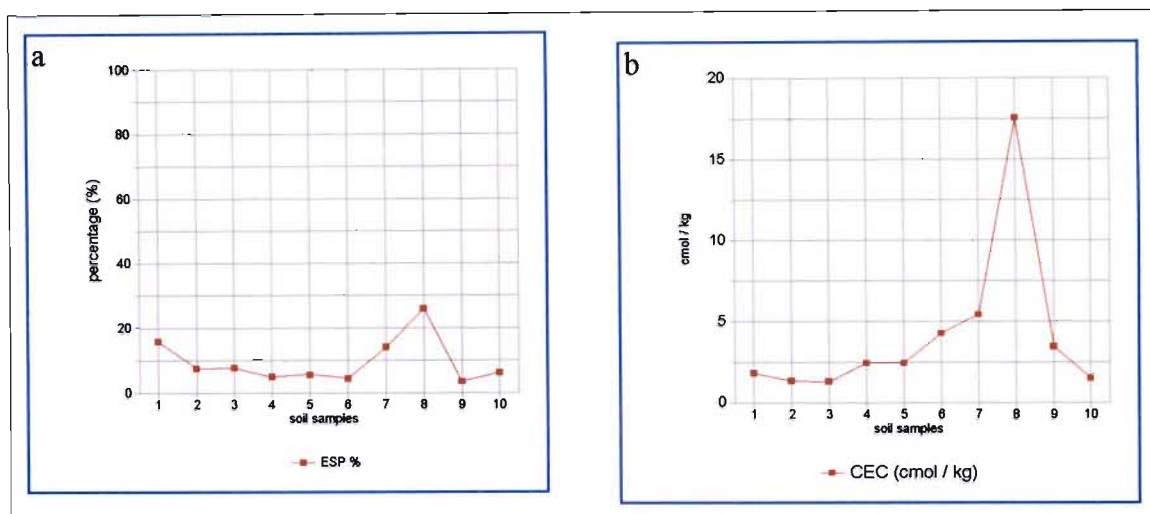 a
100
80
60
40
20
0
percentage (%)
1 2 3 4 5 6 7 8 9 10
soil samples
ESP %
b
20
15
10
5
0
cmol / kg
1 2 3 4 5 6 7 8 9 10
soil samples
CEC (cmol / kg)